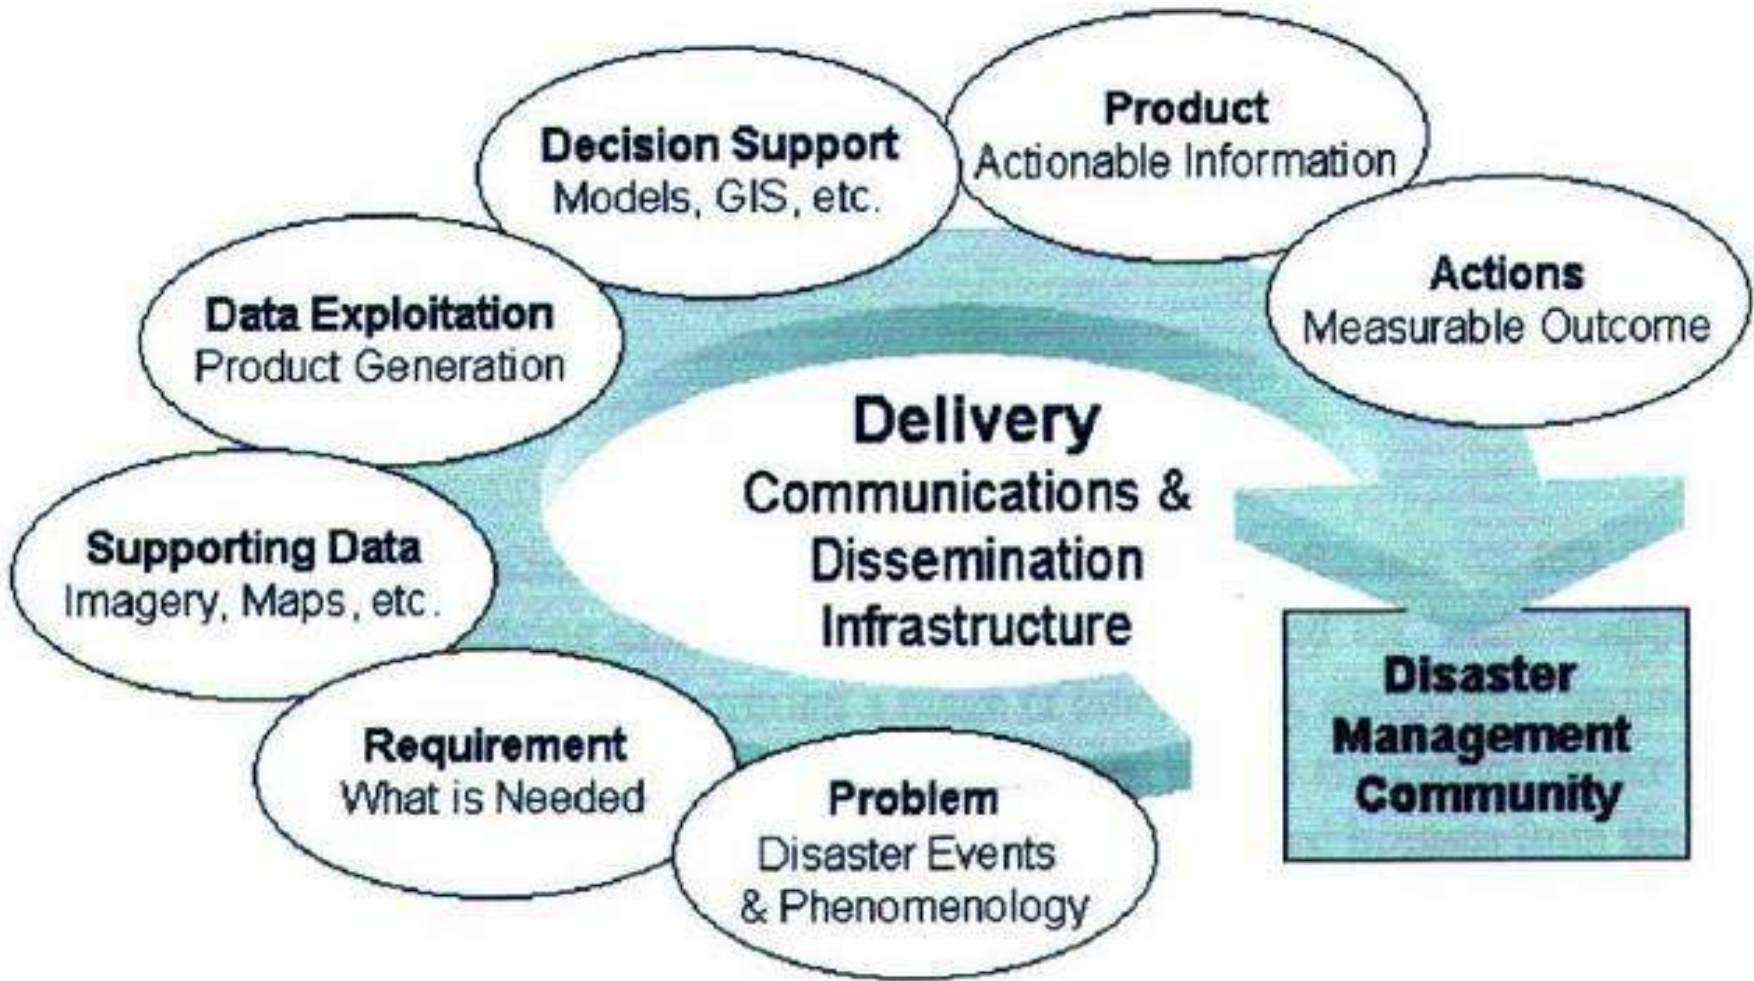 Product
Actionable Information
Decision Support
Models, GIS, etc.
Actions
Measurable Outcome
Data Exploitation
Product Generation
Delivery
Communications &
Dissemination
Infrastructure
Supporting Data
Imagery, Maps, etc.
Requirement
What is Needed
Problem
Disaster Events
& Phenomenology
Disaster
Management
Community